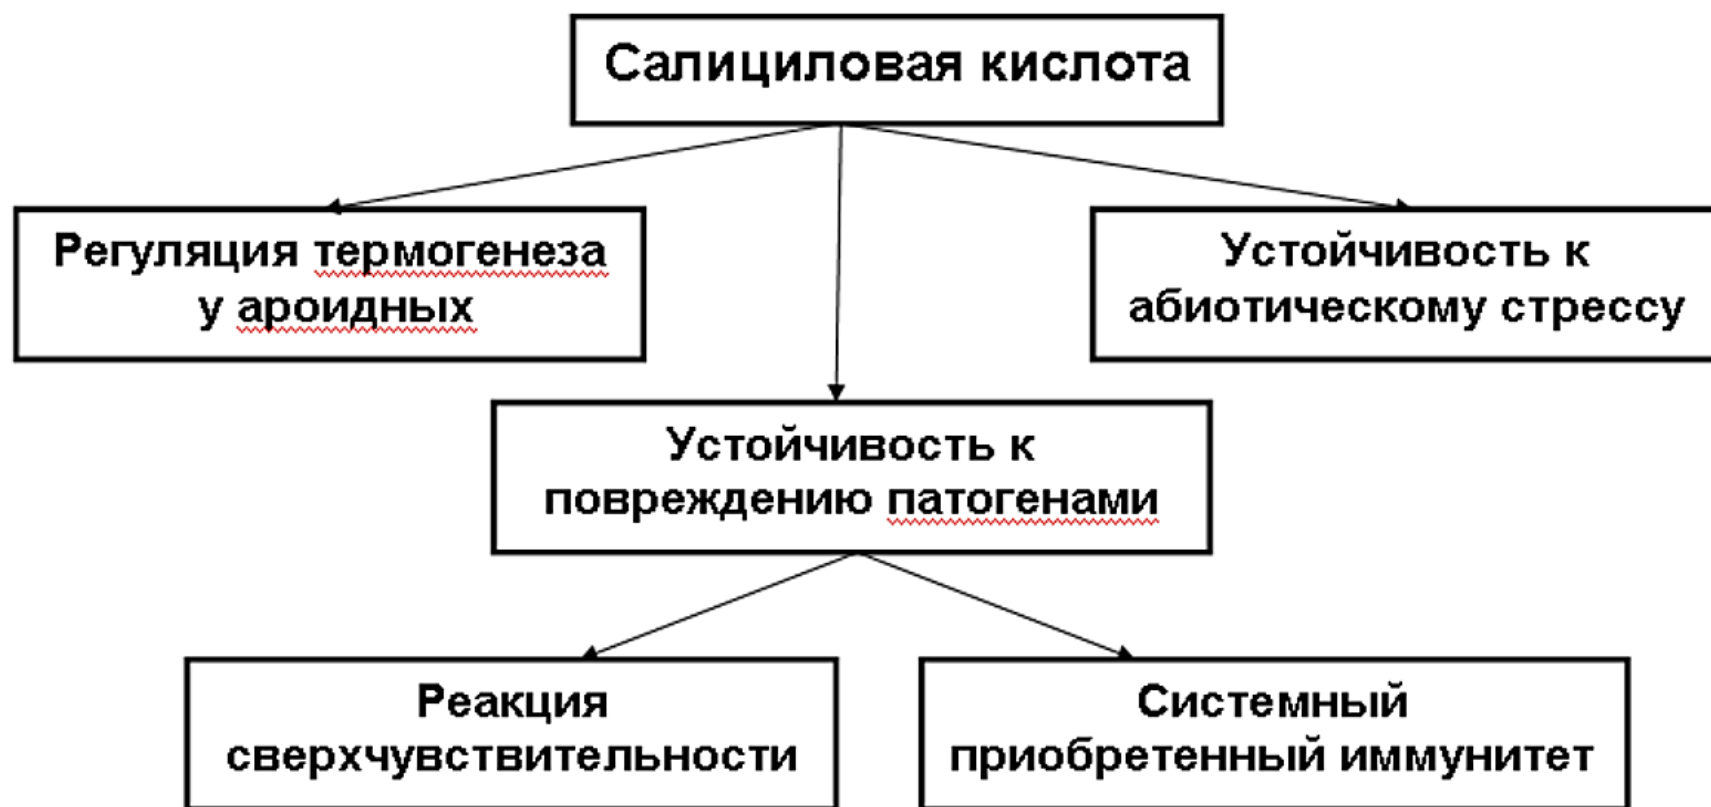 Салициловая кислота
Регуляция термогенеза
у ароидных
Устойчивость к
абиотическому стрессу
Устойчивость к
повреждению патогенами
Реакция
сверхчувствительности
Системный
приобретенный иммунитет